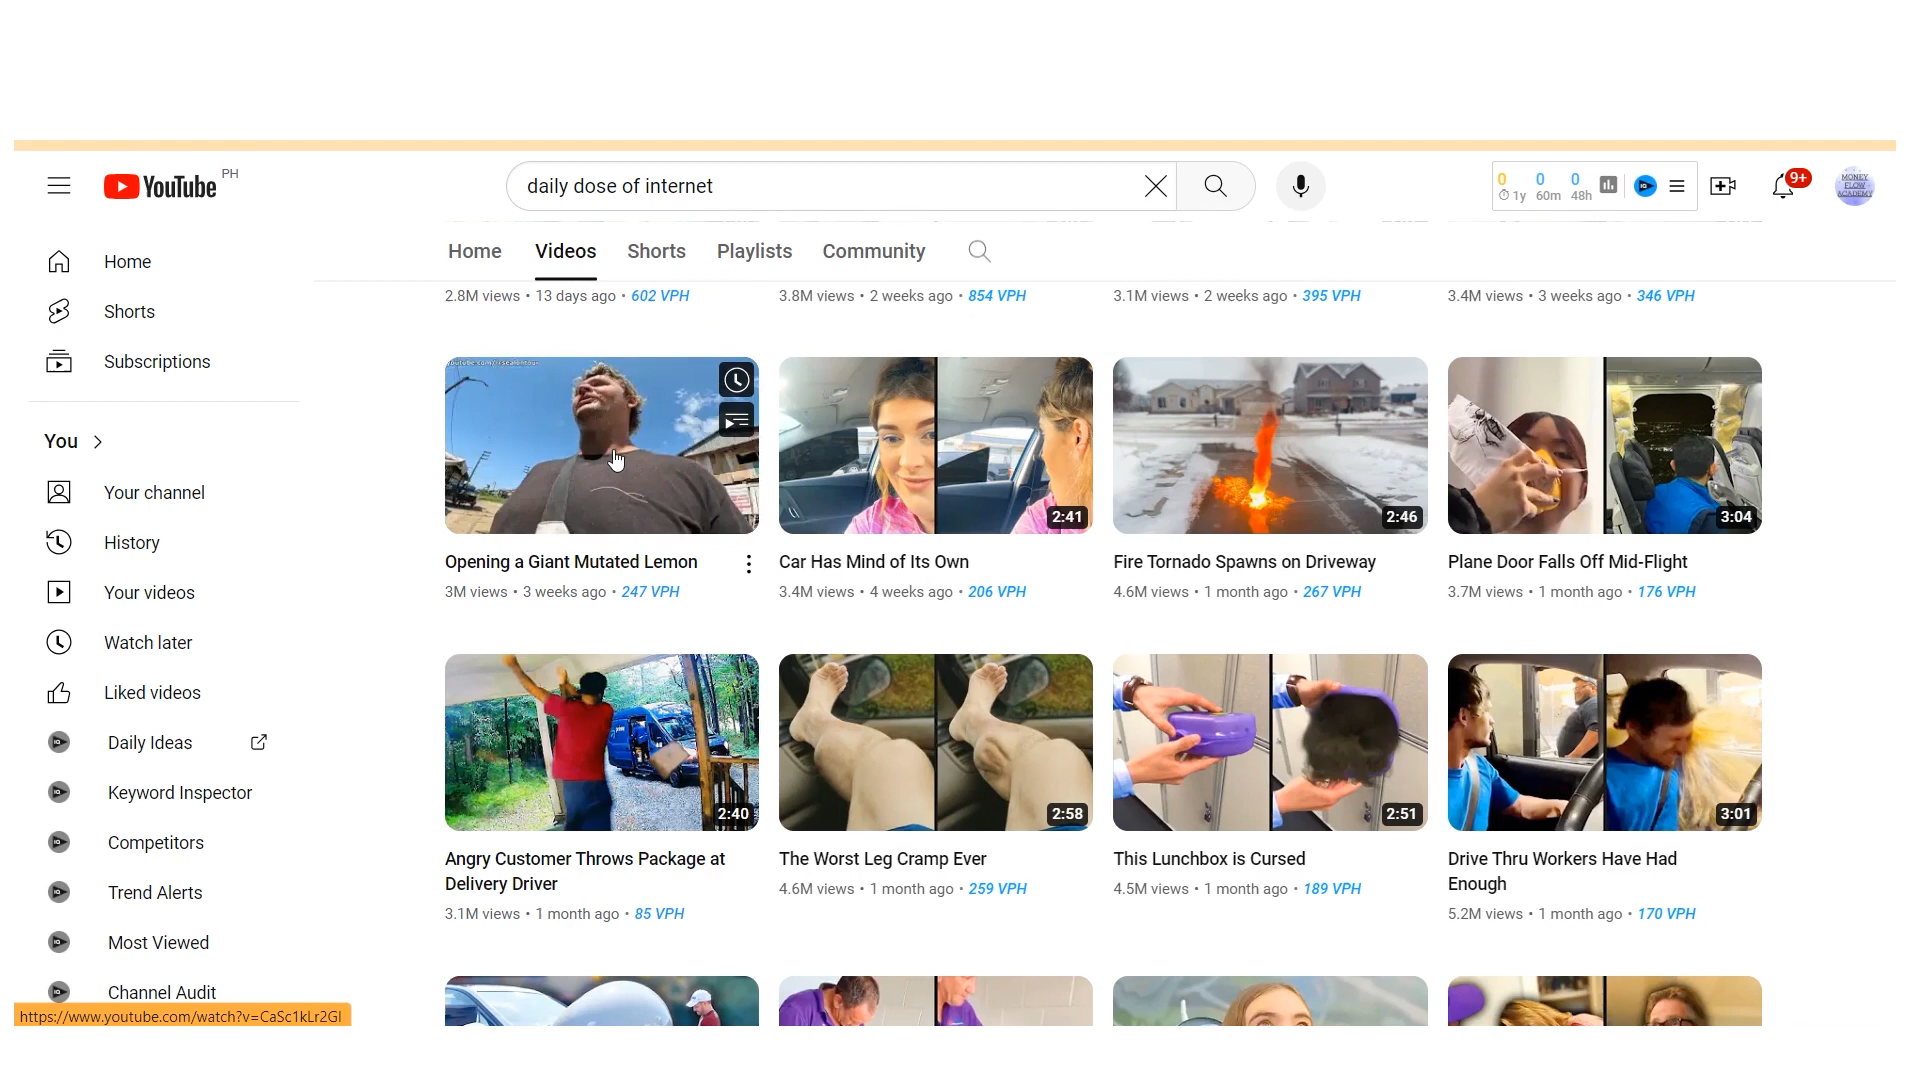 YouTube PH
daily dose of internet
0 0 0
1y 60m 48h
9+
MONEY
FLOW
ACADEMY
Home
Shorts
Subscriptions
You
Your channel
History
Your videos
Watch later
Liked videos
Daily Ideas
Keyword Inspector
Competitors
Trend Alerts
Most Viewed
Channel Audit
https://www.youtube.com/watch?v=CaSc1kLr2GI
Home Videos Shorts Playlists Community
2.8M views • 13 days ago • 602 VPH
3.8M views • 2 weeks ago • 854 VPH
3.1M views • 2 weeks ago • 395 VPH
3.4M views • 3 weeks ago • 346 VPH
Opening a Giant Mutated Lemon
3M views • 3 weeks ago • 247 VPH
2:41
Car Has Mind of Its Own
3.4M views • 4 weeks ago • 206 VPH
2:46
Fire Tornado Spawns on Driveway
4.6M views • 1 month ago • 267 VPH
3:04
Plane Door Falls Off Mid-Flight
3.7M views • 1 month ago • 176 VPH
2:40
Angry Customer Throws Package at
Delivery Driver
3.1M views • 1 month ago • 85 VPH
2:58
The Worst Leg Cramp Ever
4.6M views • 1 month ago • 259 VPH
2:51
This Lunchbox is Cursed
4.5M views • 1 month ago • 189 VPH
3:01
Drive Thru Workers Have Had
Enough
5.2M views • 1 month ago • 170 VPH